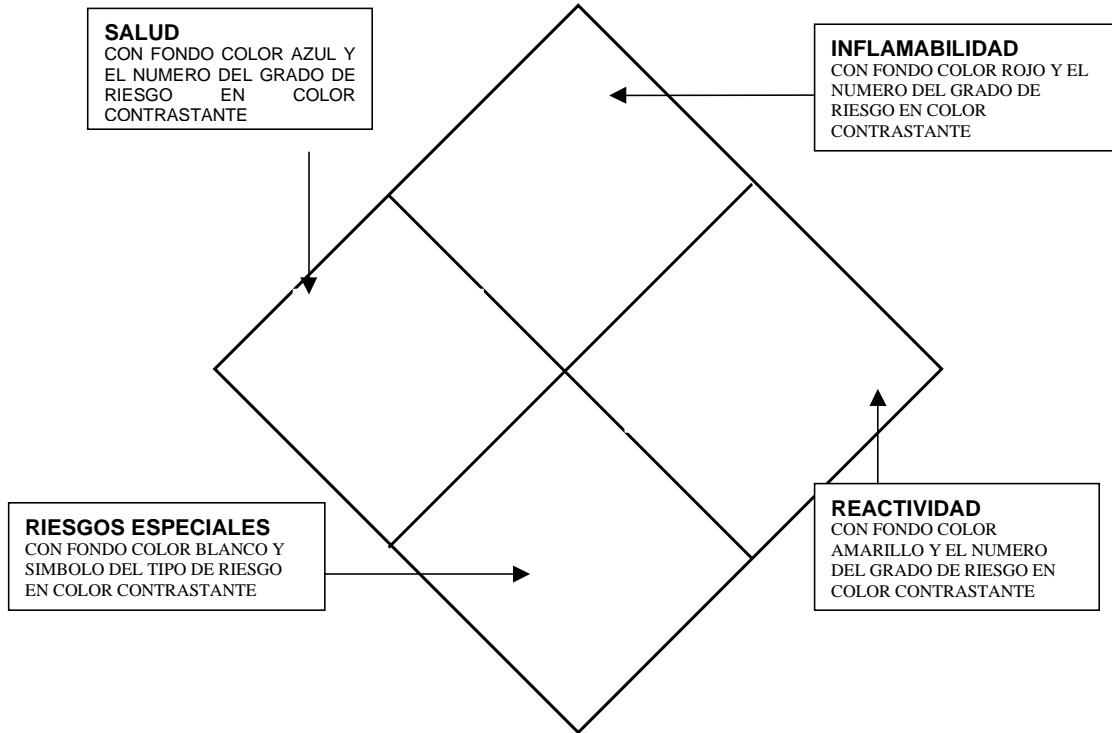 SALUD
CON FONDO COLOR AZUL Y
EL NUMERO DEL GRADO DE
RIESGO EN COLOR
CONTRASTANTE
INFLAMABILIDAD
CON FONDO COLOR ROJO Y EL
NUMERO DEL GRADO DE
RIESGO EN COLOR
CONTRASTANTE
RIESGOS ESPECIALES
CON FONDO COLOR BLANCO Y
SIMBOLO DEL TIPO DE RIESGO
EN COLOR CONTRASTANTE
REACTIVIDAD
CON FONDO COLOR
AMARILLO Y EL NUMERO
DEL GRADO DE RIESGO EN
COLOR CONTRASTANTE